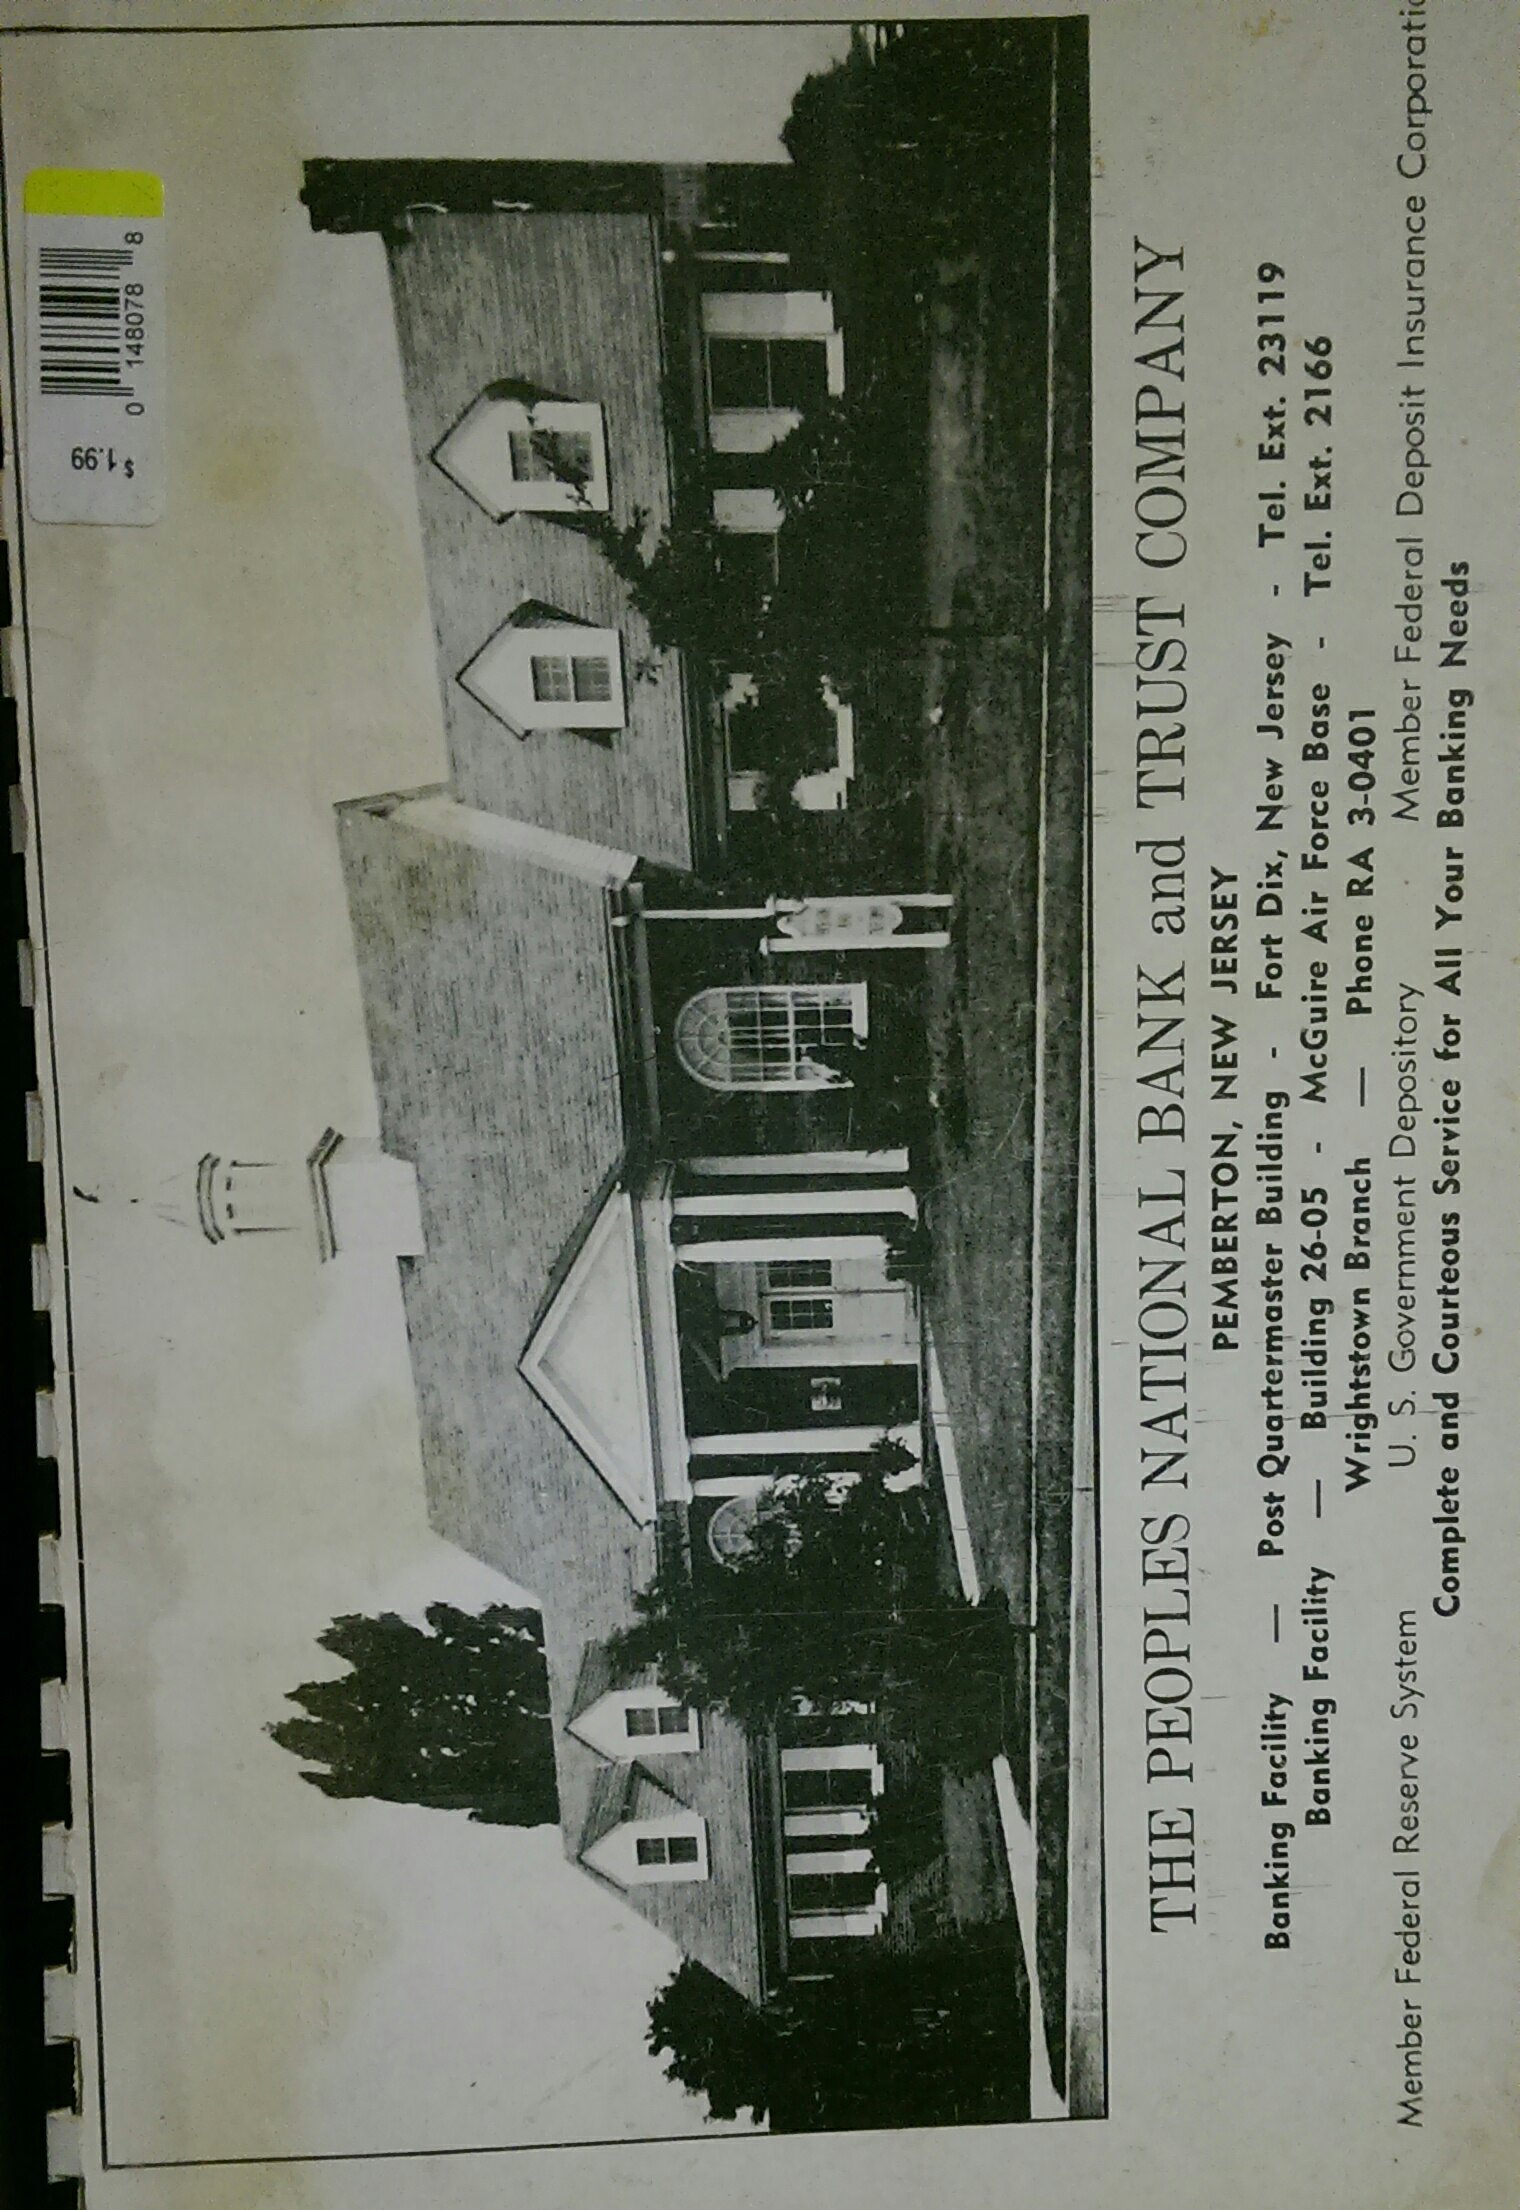 $ 1.99
0 148078 8
THE PEOPLES NATIONAL BANK and TRUST COMPANY
PEMBERTON, NEW JERSEY
Banking Facility — Post Quartermaster Building - Fort Dix, New Jersey - Tel. Ext. 23119
Banking Facility — Building 26-05 - McGuire Air Force Base - Tel. Ext. 2166
Wrightstown Branch — Phone RA 3-0401
Member Federal Reserve System U. S. Government Depository Member Federal Deposit Insurance Corporatio
Complete and Courteous Service for All Your Banking Needs